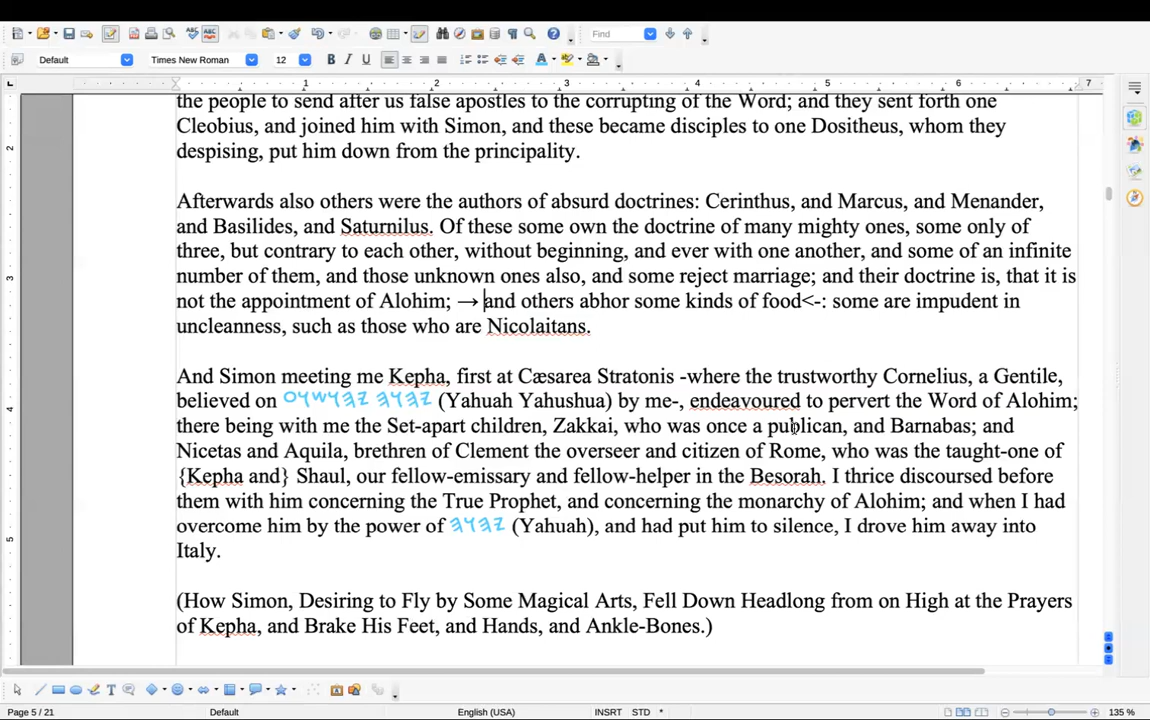 Find
Default
Times New Roman
12
1 2 3 4 5 6 7
the people to send after us false apostles to the corrupting of the Word; and they sent forth one
Cleobius, and joined him with Simon, and these became disciples to one Dositheus, whom they
despising, put him down from the principality.
Afterwards also others were the authors of absurd doctrines: Cerinthus, and Marcus, and Menander,
and Basilides, and Saturnilus. Of these some own the doctrine of many mighty ones, some only of
three, but contrary to each other, without beginning, and ever with one another, and some of an infinite
number of them, and those unknown ones also, and some reject marriage; and their doctrine is, that it is
not the appointment of Alohim; → and others abhor some kinds of food<-: some are impudent in
uncleanness, such as those who are Nicolaitans.
And Simon meeting me Kepha, first at Cæsarea Stratonis -where the trustworthy Cornelius, a Gentile,
believed on 𐤉𐤄𐤅𐤄 𐤉𐤄𐤅𐤔𐤅𐤏 (Yahuah Yahushua) by me-, endeavoured to pervert the Word of Alohim;
there being with me the Set-apart children, Zakkai, who was once a publican, and Barnabas; and
Nicetas and Aquila, brethren of Clement the overseer and citizen of Rome, who was the taught-one of
{Kepha and} Shaul, our fellow-emissary and fellow-helper in the Besorah. I thrice discoursed before
them with him concerning the True Prophet, and concerning the monarchy of Alohim; and when I had
overcome him by the power of 𐤉𐤄𐤅𐤄 (Yahuah), and had put him to silence, I drove him away into
Italy.
(How Simon, Desiring to Fly by Some Magical Arts, Fell Down Headlong from on High at the Prayers
of Kepha, and Brake His Feet, and Hands, and Ankle-Bones.)
2
3
4
5
Page 5 / 21
Default
English (USA)
INSRT
STD
*
135 %